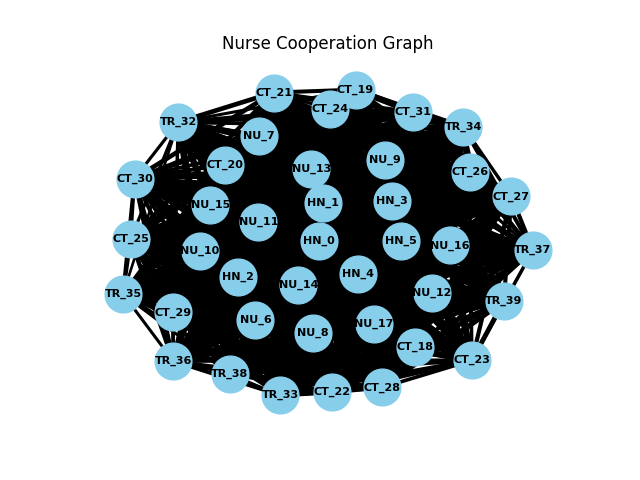 Nurse Cooperation Graph
CT_19
CT_21
CT_24
CT_31
TR_32
TR_34
NU_7
NU_9
CT_20
NU_13
CT_26
CT_30
CT_27
HN_3
HN_1
NU_15
NU_11
CT_25
HN_0
HN_5
NU_16
NU_10
TR_37
HN_4
HN_2
NU_14
NU_12
TR_35
TR_39
CT_29
NU_6
NU_17
NU_8
CT_18
CT_23
TR_36
TR_38
CT_28
CT_22
TR_33